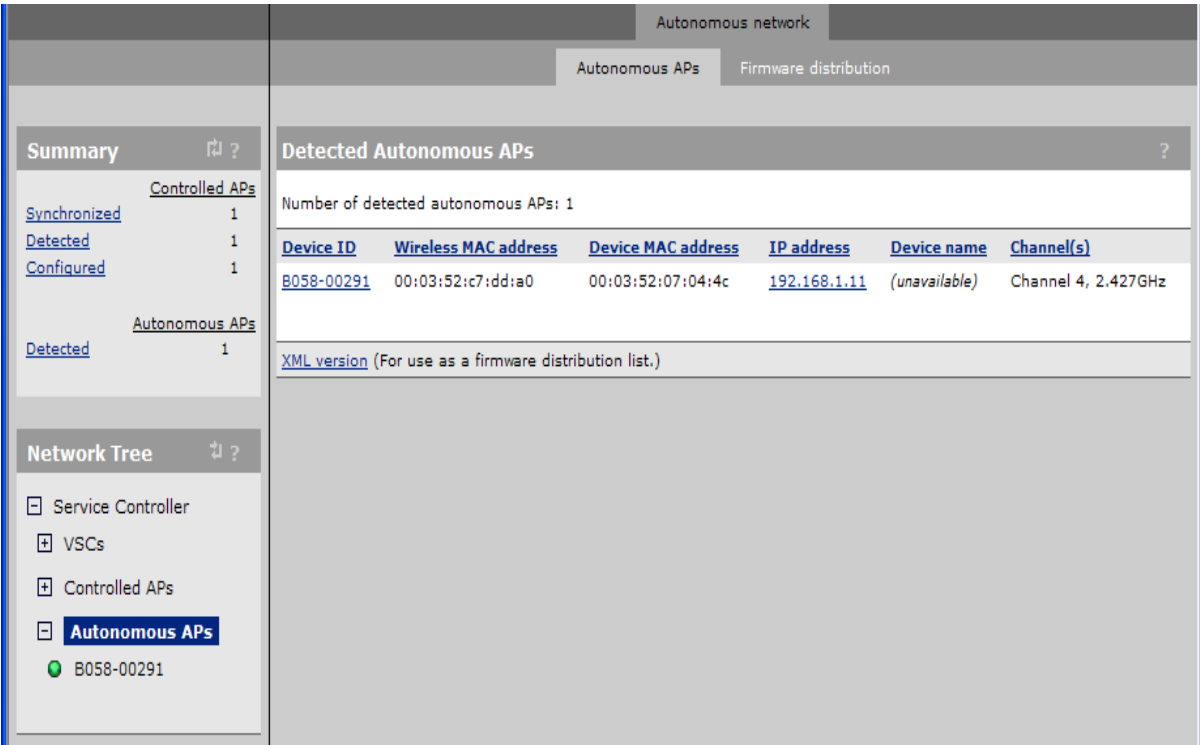 Autonomous network
Autonomous APs Firmware distribution
Summary ?
Controlled APs
Synchronized 1
Detected 1
Configured 1
Autonomous APs
Detected 1
Network Tree ?
Service Controller
VSCs
Controlled APs
Autonomous APs
B058-00291
Detected Autonomous APs ?
Number of detected autonomous APs: 1
Device ID Wireless MAC address Device MAC address IP address Device name Channel(s)
B058-00291 00:03:52:c7:dd:a0 00:03:52:07:04:4c 192.168.1.11 (unavailable) Channel 4, 2.427GHz
XML version (For use as a firmware distribution list.)